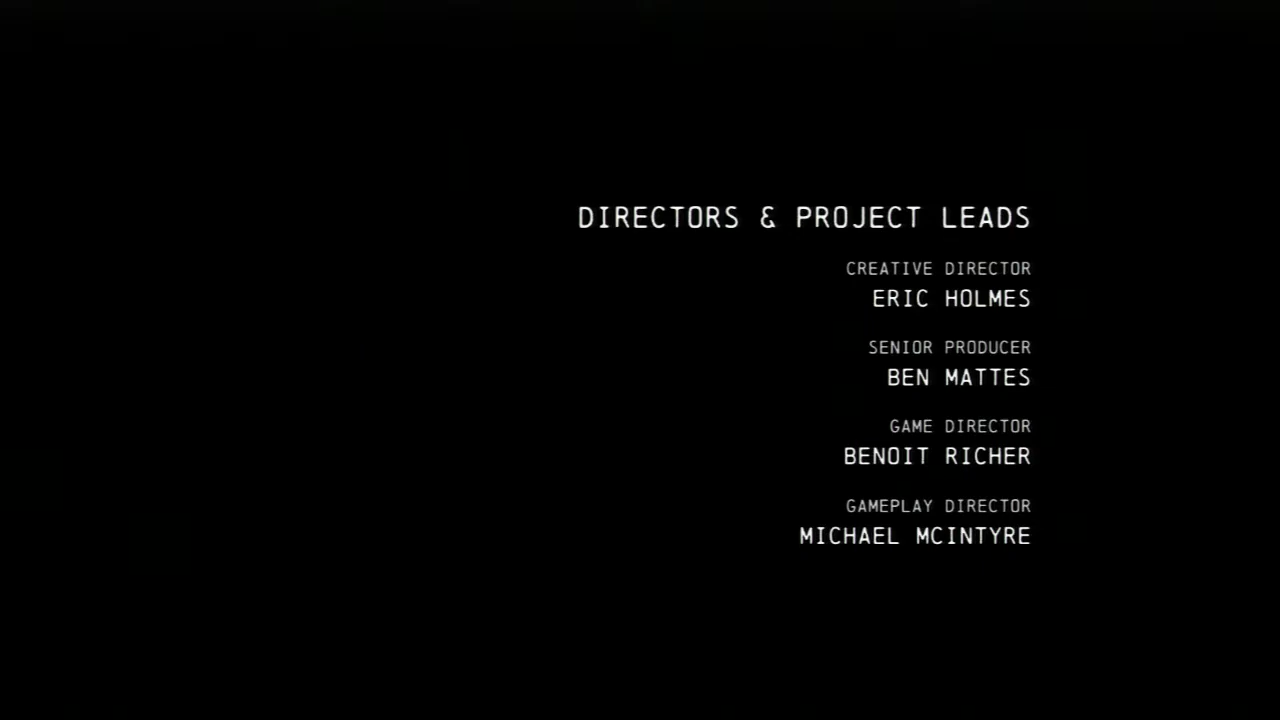 DIRECTORS & PROJECT LEADS
CREATIVE DIRECTOR
ERIC HOLMES
SENIOR PRODUCER
BEN MATTES
GAME DIRECTOR
BENOIT RICHER
GAMEPLAY DIRECTOR
MICHAEL MCINTYRE